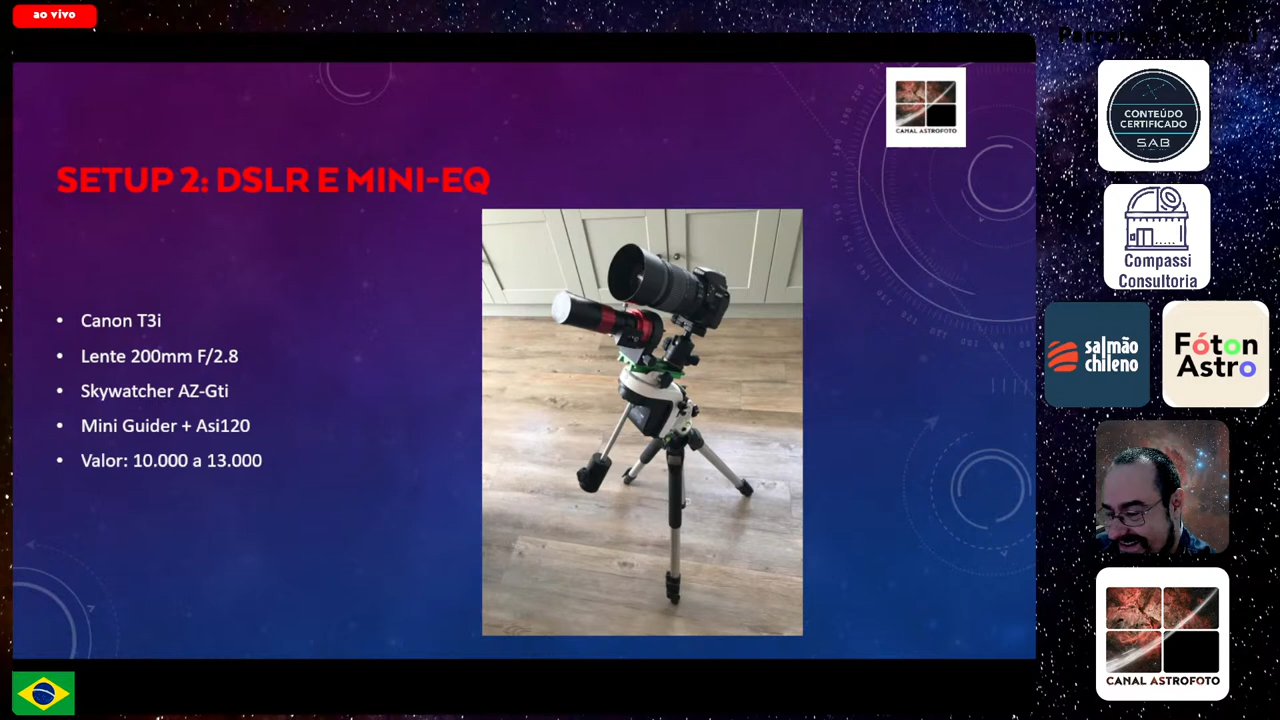 ao vivo
CANAL ASTROFOTO
SETUP 2: DSLR E MINI-EQ
• Canon T3i
• Lente 200mm F/2.8
• Skywatcher AZ-Gti
• Mini Guider + Asi120
• Valor: 10.000 a 13.000
CONTEÚDO
CERTIFICADO
SAB
Compassi
Consultoria
salmão
chileno
Fóton
Astro
CANAL ASTROFOTO